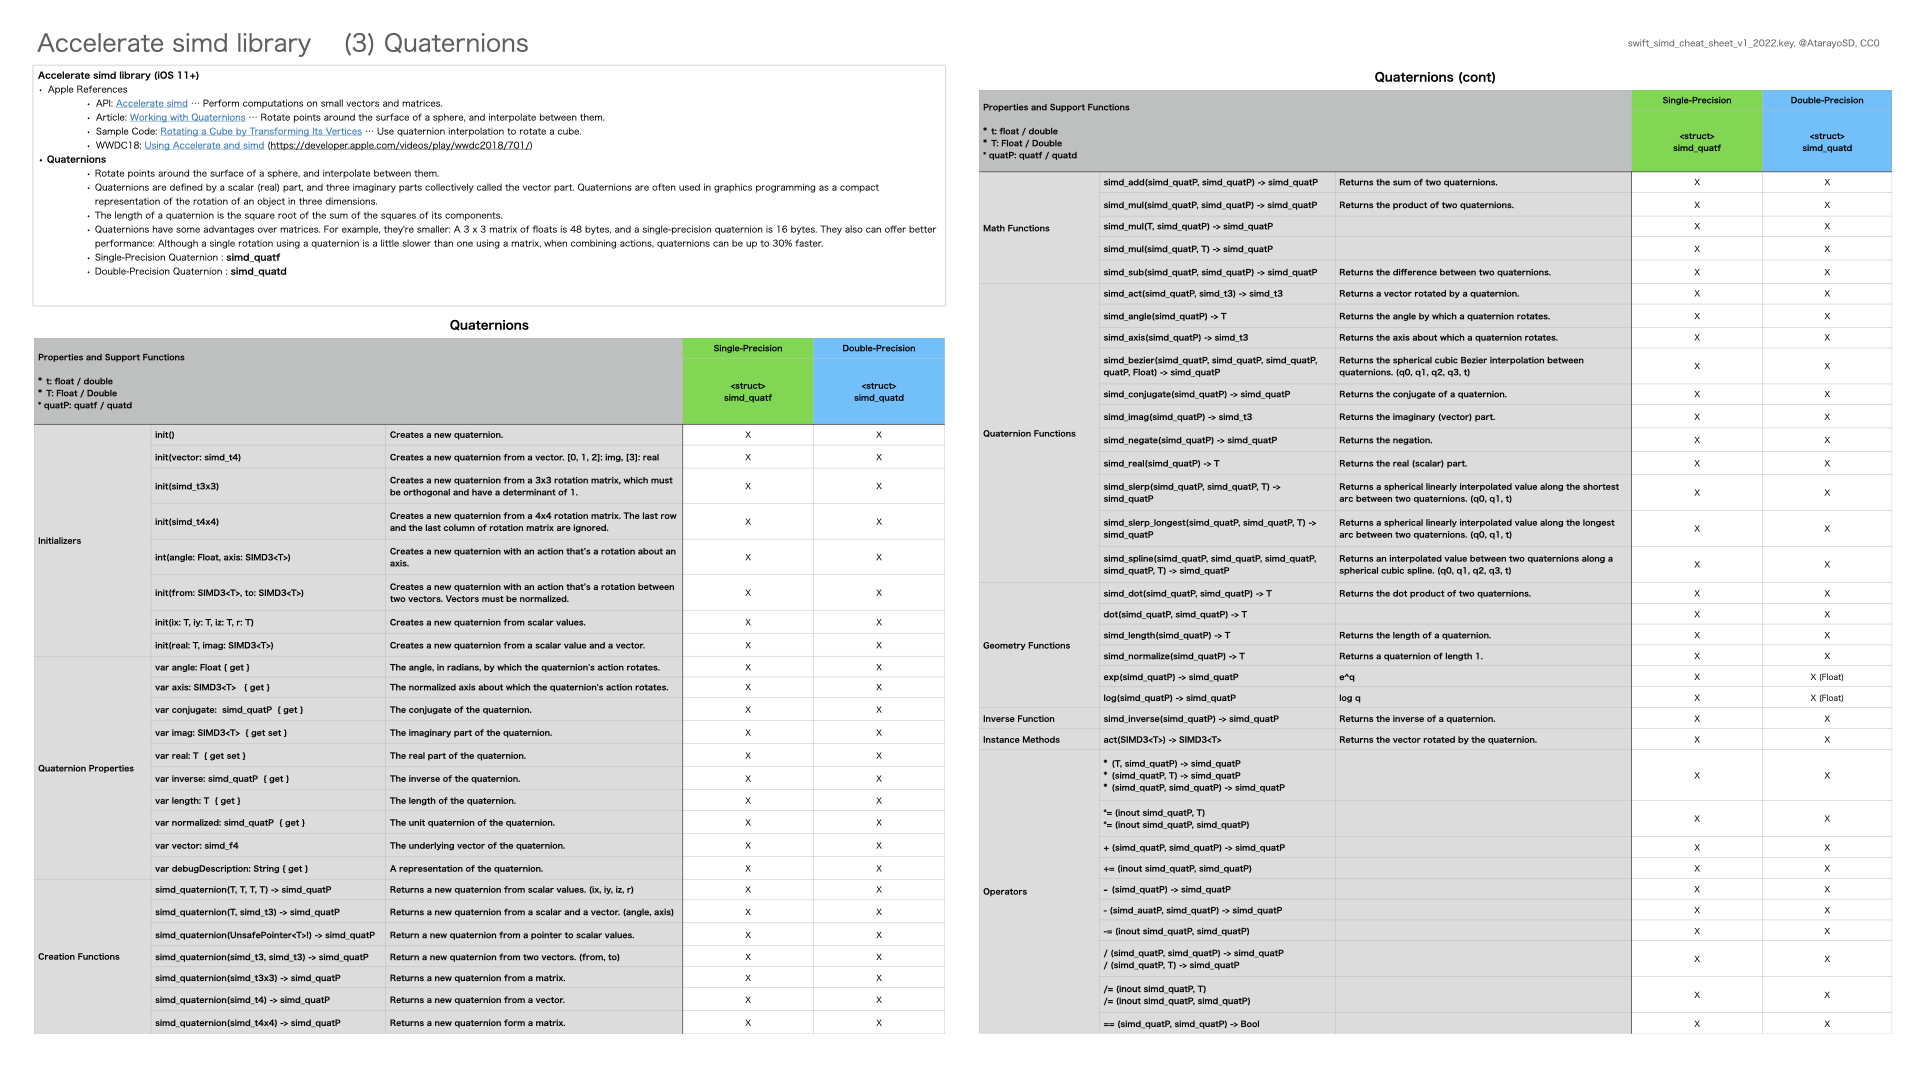 Accelerate simd library (3) Quaternions
swift_simd_cheat_sheet_v1_2022.key, @AtarayoSD, CC0
Accelerate simd library (iOS 11+)
• Apple References
• API: Accelerate simd ··· Perform computations on small vectors and matrices.
• Article: Working with Quaternions ··· Rotate points around the surface of a sphere, and interpolate between them.
• Sample Code: Rotating a Cube by Transforming Its Vertices ··· Use quaternion interpolation to rotate a cube.
• WWDC18: Using Accelerate and simd (https://developer.apple.com/videos/play/wwdc2018/701/)
• Quaternions
• Rotate points around the surface of a sphere, and interpolate between them.
• Quaternions are defined by a scalar (real) part, and three imaginary parts collectively called the vector part. Quaternions are often used in graphics programming as a compact
representation of the rotation of an object in three dimensions.
• The length of a quaternion is the square root of the sum of the squares of its components.
• Quaternions have some advantages over matrices. For example, they're smaller: A 3 x 3 matrix of floats is 48 bytes, and a single-precision quaternion is 16 bytes. They also can offer better
performance: Although a single rotation using a quaternion is a little slower than one using a matrix, when combining actions, quaternions can be up to 30% faster.
• Single-Precision Quaternion : simd_quatf
• Double-Precision Quaternion : simd_quatd
Quaternions
Properties and Support Functions
* t: float / double
* T: Float / Double
* quatP: quatf / quatd
Single-Precision
Double-Precision
<struct>
simd_quatf
<struct>
simd_quatd
Initializers
init() Creates a new quaternion. X X
init(vector: simd_t4) Creates a new quaternion from a vector. [0, 1, 2]: img, [3]: real X X
init(simd_t3x3) Creates a new quaternion from a 3x3 rotation matrix, which must
be orthogonal and have a determinant of 1. X X
init(simd_t4x4) Creates a new quaternion from a 4x4 rotation matrix. The last row
and the last column of rotation matrix are ignored. X X
int(angle: Float, axis: SIMD3<T>) Creates a new quaternion with an action that's a rotation about an
axis. X X
init(from: SIMD3<T>, to: SIMD3<T>) Creates a new quaternion with an action that's a rotation between
two vectors. Vectors must be normalized. X X
init(ix: T, iy: T, iz: T, r: T) Creates a new quaternion from scalar values. X X
init(real: T, imag: SIMD3<T>) Creates a new quaternion from a scalar value and a vector. X X
Quaternion Properties
var angle: Float { get } The angle, in radians, by which the quaternion's action rotates. X X
var axis: SIMD3<T> { get } The normalized axis about which the quaternion's action rotates. X X
var conjugate: simd_quatP { get } The conjugate of the quaternion. X X
var imag: SIMD3<T> { get set } The imaginary part of the quaternion. X X
var real: T { get set } The real part of the quaternion. X X
var inverse: simd_quatP { get } The inverse of the quaternion. X X
var length: T { get } The length of the quaternion. X X
var normalized: simd_quatP { get } The unit quaternion of the quaternion. X X
var vector: simd_f4 The underlying vector of the quaternion. X X
var debugDescription: String { get } A representation of the quaternion. X X
Creation Functions
simd_quaternion(T, T, T, T) -> simd_quatP Returns a new quaternion from scalar values. (ix, iy, iz, r) X X
simd_quaternion(T, simd_t3) -> simd_quatP Returns a new quaternion from a scalar and a vector. (angle, axis) X X
simd_quaternion(UnsafePointer<T>!) -> simd_quatP Return a new quaternion from a pointer to scalar values. X X
simd_quaternion(simd_t3, simd_t3) -> simd_quatP Return a new quaternion from two vectors. (from, to) X X
simd_quaternion(simd_t3x3) -> simd_quatP Returns a new quaternion from a matrix. X X
simd_quaternion(simd_t4) -> simd_quatP Returns a new quaternion from a vector. X X
simd_quaternion(simd_t4x4) -> simd_quatP Returns a new quaternion form a matrix. X X
Quaternions (cont)
Properties and Support Functions
* t: float / double
* T: Float / Double
* quatP: quatf / quatd
Single-Precision
Double-Precision
<struct>
simd_quatf
<struct>
simd_quatd
Math Functions
simd_add(simd_quatP, simd_quatP) -> simd_quatP Returns the sum of two quaternions. X X
simd_mul(simd_quatP, simd_quatP) -> simd_quatP Returns the product of two quaternions. X X
simd_mul(T, simd_quatP) -> simd_quatP X X
simd_mul(simd_quatP, T) -> simd_quatP X X
simd_sub(simd_quatP, simd_quatP) -> simd_quatP Returns the difference between two quaternions. X X
Quaternion Functions
simd_act(simd_quatP, simd_t3) -> simd_t3 Returns a vector rotated by a quaternion. X X
simd_angle(simd_quatP) -> T Returns the angle by which a quaternion rotates. X X
simd_axis(simd_quatP) -> simd_t3 Returns the axis about which a quaternion rotates. X X
simd_bezier(simd_quatP, simd_quatP, simd_quatP,
quatP, Float) -> simd_quatP Returns the spherical cubic Bezier interpolation between
quaternions. (q0, q1, q2, q3, t) X X
simd_conjugate(simd_quatP) -> simd_quatP Returns the conjugate of a quaternion. X X
simd_imag(simd_quatP) -> simd_t3 Returns the imaginary (vector) part. X X
simd_negate(simd_quatP) -> simd_quatP Returns the negation. X X
simd_real(simd_quatP) -> T Returns the real (scalar) part. X X
simd_slerp(simd_quatP, simd_quatP, T) ->
simd_quatP Returns a spherical linearly interpolated value along the shortest
arc between two quaternions. (q0, q1, t) X X
simd_slerp_longest(simd_quatP, simd_quatP, T) ->
simd_quatP Returns a spherical linearly interpolated value along the longest
arc between two quaternions. (q0, q1, t) X X
simd_spline(simd_quatP, simd_quatP, simd_quatP,
simd_quatP, T) -> simd_quatP Returns an interpolated value between two quaternions along a
spherical cubic spline. (q0, q1, q2, q3, t) X X
Geometry Functions
simd_dot(simd_quatP, simd_quatP) -> T Returns the dot product of two quaternions. X X
dot(simd_quatP, simd_quatP) -> T X X
simd_length(simd_quatP) -> T Returns the length of a quaternion. X X
simd_normalize(simd_quatP) -> T Returns a quaternion of length 1. X X
exp(simd_quatP) -> simd_quatP e^q X X (Float)
log(simd_quatP) -> simd_quatP log q X X (Float)
Inverse Function simd_inverse(simd_quatP) -> simd_quatP Returns the inverse of a quaternion. X X
Instance Methods act(SIMD3<T>) -> SIMD3<T> Returns the vector rotated by the quaternion. X X
Operators
* (T, simd_quatP) -> simd_quatP
* (simd_quatP, T) -> simd_quatP X X
* (simd_quatP, simd_quatP) -> simd_quatP
*= (inout simd_quatP, T)
*= (inout simd_quatP, simd_quatP) X X
+ (simd_quatP, simd_quatP) -> simd_quatP X X
+= (inout simd_quatP, simd_quatP) X X
- (simd_quatP) -> simd_quatP X X
- (simd_auatP, simd_quatP) -> simd_quatP X X
-= (inout simd_quatP, simd_quatP) X X
/ (simd_quatP, simd_quatP) -> simd_quatP
/ (simd_quatP, T) -> simd_quatP X X
/= (inout simd_quatP, T)
/= (inout simd_quatP, simd_quatP) X X
== (simd_quatP, simd_quatP) -> Bool X X